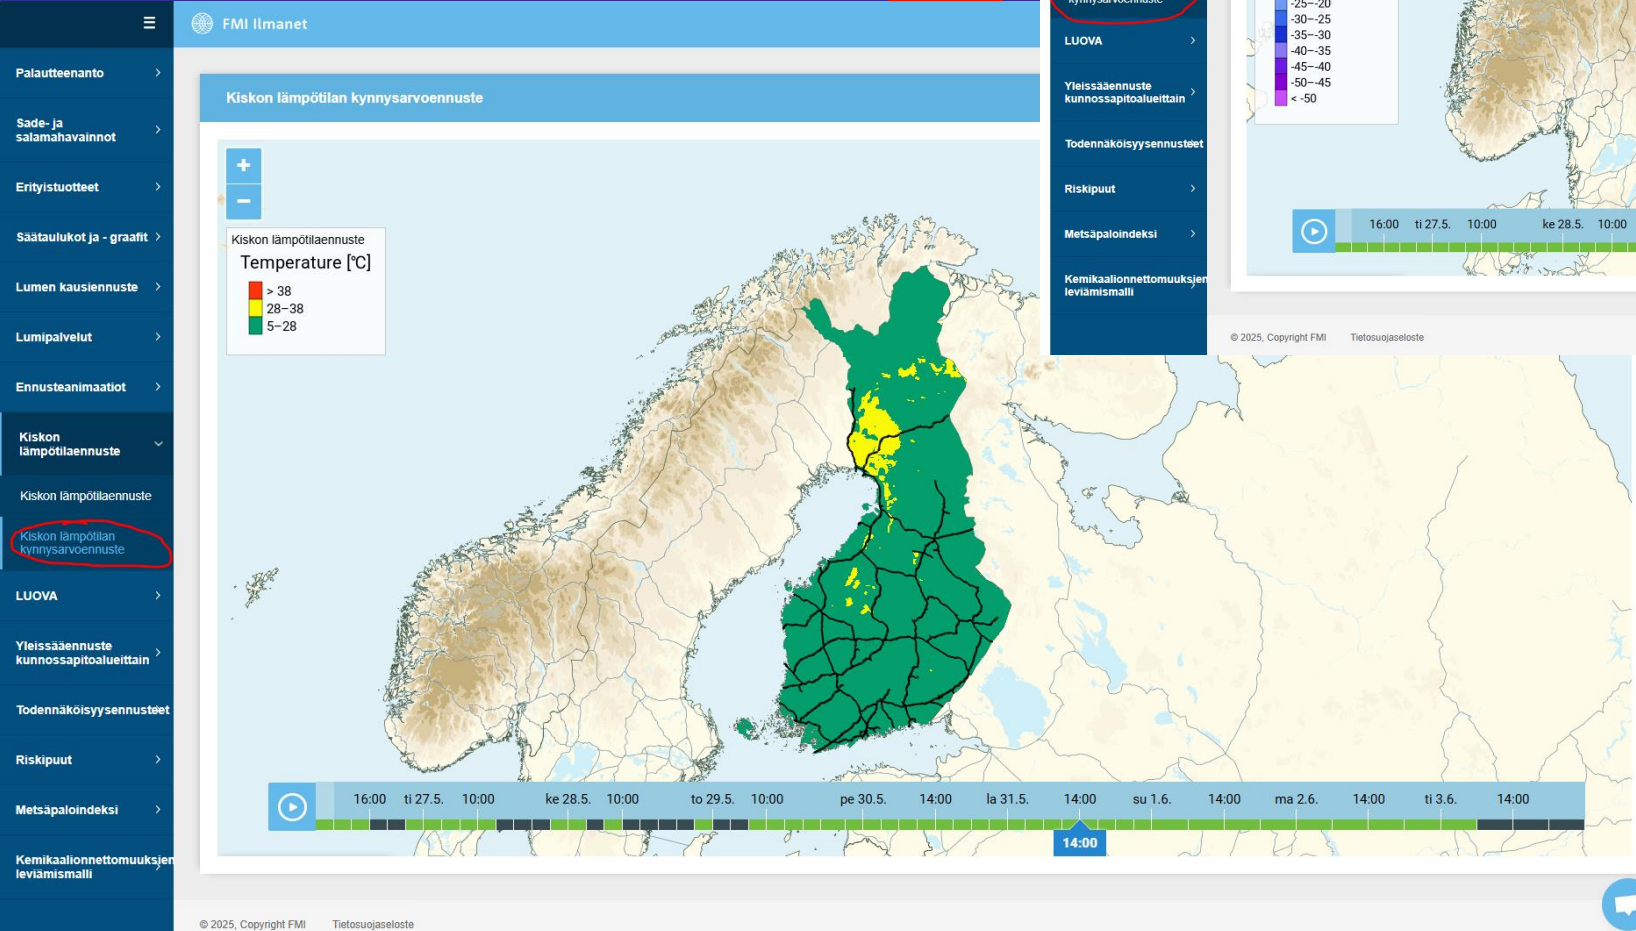 ☰
FMI Ilmanet
Palautteenanto
Sade- ja
salamahavainnot
Erityistuotteet
Säätaulukot ja - graafit
Lumen kausiennuste
Lumipalvelut
Ennusteanimaatiot
Kiskon
lämpötilaennuste
Kiskon lämpötilaennuste
Kiskon lämpötilan
kynnysarvoennuste
LUOVA
Yleissääennuste
kunnossapitoalueittain
Todennäköisyysennusteet
Riskipuut
Metsäpaloindeksi
Kemikaalionnettomuuksien
leviämismalli
Kiskon lämpötilan kynnysarvoennuste
+
−
Kiskon lämpötilaennuste
Temperature [°C]
> 38
28–38
5–28
16:00 ti 27.5. 10:00 ke 28.5. 10:00 to 29.5. 10:00 pe 30.5. 14:00 la 31.5. 14:00 su 1.6. 14:00 ma 2.6. 14:00 ti 3.6. 14:00
14:00
© 2025, Copyright FMI Tietosuojaseloste
kynnysarvoennuste
LUOVA
Yleissääennuste
kunnossapitoalueittain
Todennäköisyysennusteet
Riskipuut
Metsäpaloindeksi
Kemikaalionnettomuuksien
leviämismalli
-25–-20
-30–-25
-35–-30
-40–-35
-45–-40
-50–-45
< -50
16:00 ti 27.5. 10:00 ke 28.5. 10:00
© 2025, Copyright FMI Tietosuojaseloste